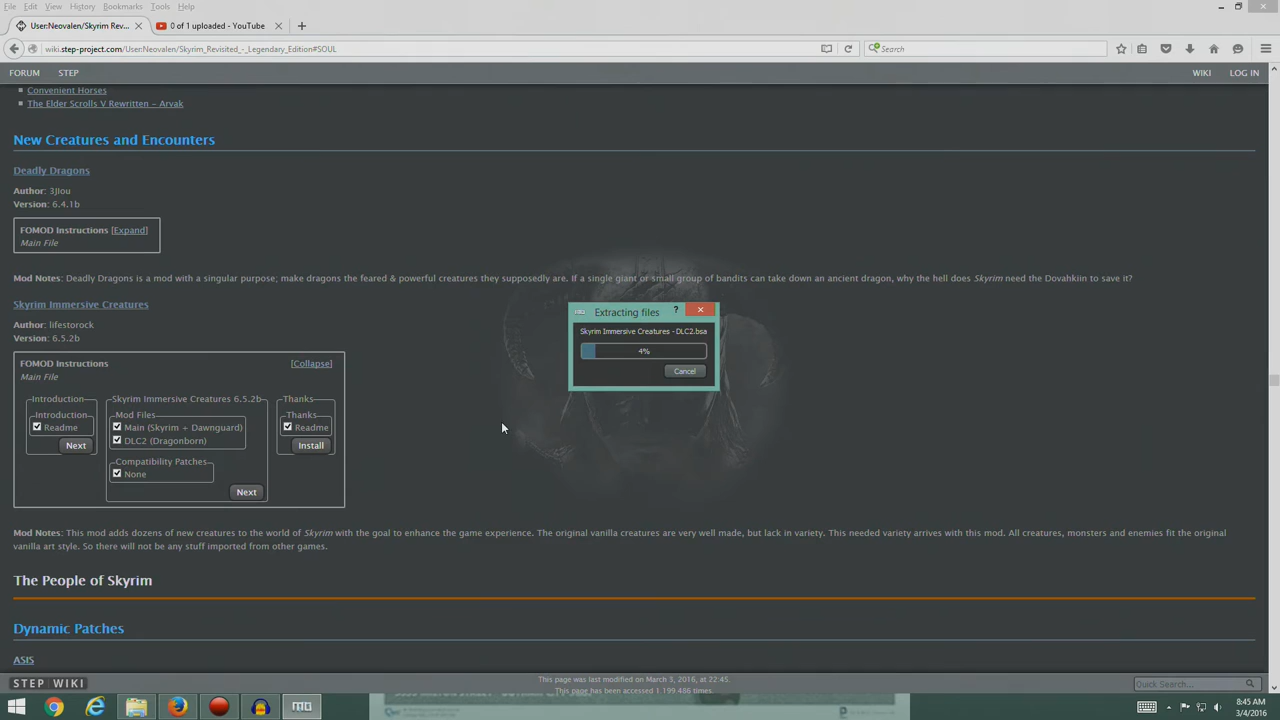 File Edit View History Bookmarks Tools Help
User:Neovalen/Skyrim Rev...
0 of 1 uploaded - YouTube
wiki.step-project.com/User:Neovalen/Skyrim_Revisited_-_Legendary_Edition#SOUL
Search
FORUM STEP WIKI LOG IN
Convenient Horses
The Elder Scrolls V Rewritten - Arvak
New Creatures and Encounters
Deadly Dragons
Author: 3Jiou
Version: 6.4.1b
FOMOD Instructions [Expand]
Main File
Mod Notes: Deadly Dragons is a mod with a singular purpose; make dragons the feared & powerful creatures they supposedly are. If a single giant or small group of bandits can take down an ancient dragon, why the hell does Skyrim need the Dovahkiin to save it?
Skyrim Immersive Creatures
Author: lifestorock
Version: 6.5.2b
FOMOD Instructions [Collapse]
Main File
Introduction
Introduction
Readme
Next
Skyrim Immersive Creatures 6.5.2b
Mod Files
Main (Skyrim + Dawnguard)
DLC2 (Dragonborn)
Compatibility Patches
None
Next
Thanks
Thanks
Readme
Install
Extracting files
?
Skyrim Immersive Creatures - DLC2.bsa
4%
Cancel
Mod Notes: This mod adds dozens of new creatures to the world of Skyrim with the goal to enhance the game experience. The original vanilla creatures are very well made, but lack in variety. This needed variety arrives with this mod. All creatures, monsters and enemies fit the original
vanilla art style. So there will not be any stuff imported from other games.
The People of Skyrim
Dynamic Patches
ASIS
STEP WIKI
This page was last modified on March 3, 2016, at 22:45.
This page has been accessed 1,199,486 times.
Quick Search...
8:45 AM
3/4/2016